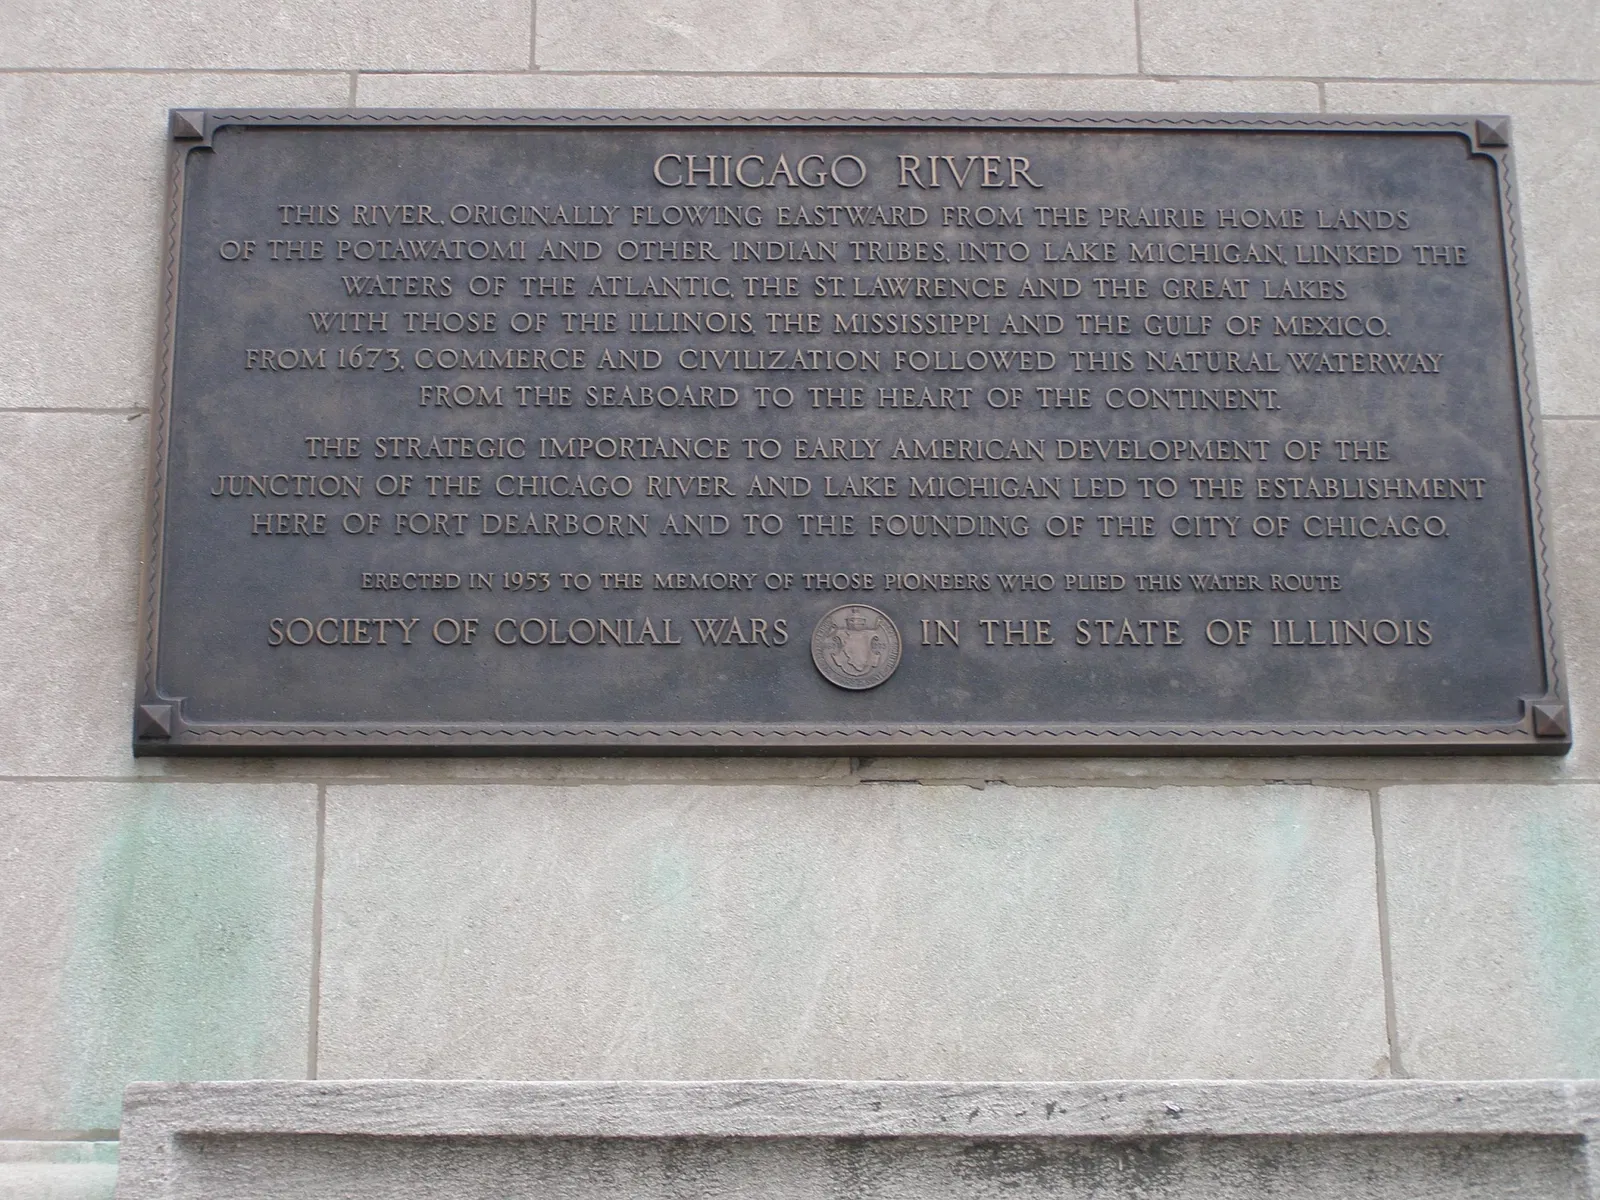 CHICAGO RIVER
THIS RIVER, ORIGINALLY FLOWING EASTWARD FROM THE PRAIRIE HOME LANDS
OF THE POTAWATOMI AND OTHER INDIAN TRIBES, INTO LAKE MICHIGAN, LINKED THE
WATERS OF THE ATLANTIC, THE ST. LAWRENCE AND THE GREAT LAKES
WITH THOSE OF THE ILLINOIS, THE MISSISSIPPI AND THE GULF OF MEXICO.
FROM 1673, COMMERCE AND CIVILIZATION FOLLOWED THIS NATURAL WATERWAY
FROM THE SEABOARD TO THE HEART OF THE CONTINENT.
THE STRATEGIC IMPORTANCE TO EARLY AMERICAN DEVELOPMENT OF THE
JUNCTION OF THE CHICAGO RIVER AND LAKE MICHIGAN LED TO THE ESTABLISHMENT
HERE OF FORT DEARBORN AND TO THE FOUNDING OF THE CITY OF CHICAGO.
ERECTED IN 1953 TO THE MEMORY OF THOSE PIONEERS WHO PLIED THIS WATER ROUTE
SOCIETY OF COLONIAL WARS IN THE STATE OF ILLINOIS